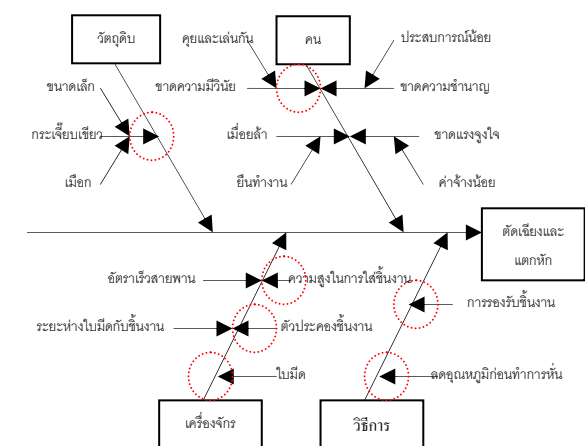 วัตถุดิบ
คน
คุยและเล่นกัน
ประสบการณ์น้อย
ขนาดเล็ก
ขาดความมีวินัย
ขาดความชำนาญ
กระเจี๊ยบเขียว
เมื่อยล้า
ขาดแรงจูงใจ
เมือก
ยืนทำงาน
ค่าจ้างน้อย
ตัดเฉียงและ
แตกหัก
อัตราเร็วสายพาน
ความสูงในการใส่ชิ้นงาน
การรองรับชิ้นงาน
ระยะห่างใบมีดกับชิ้นงาน
ตัวประคองชิ้นงาน
ใบมีด
ลดอุณหภูมิก่อนทำการหั่น
เครื่องจักร
วิธีการ